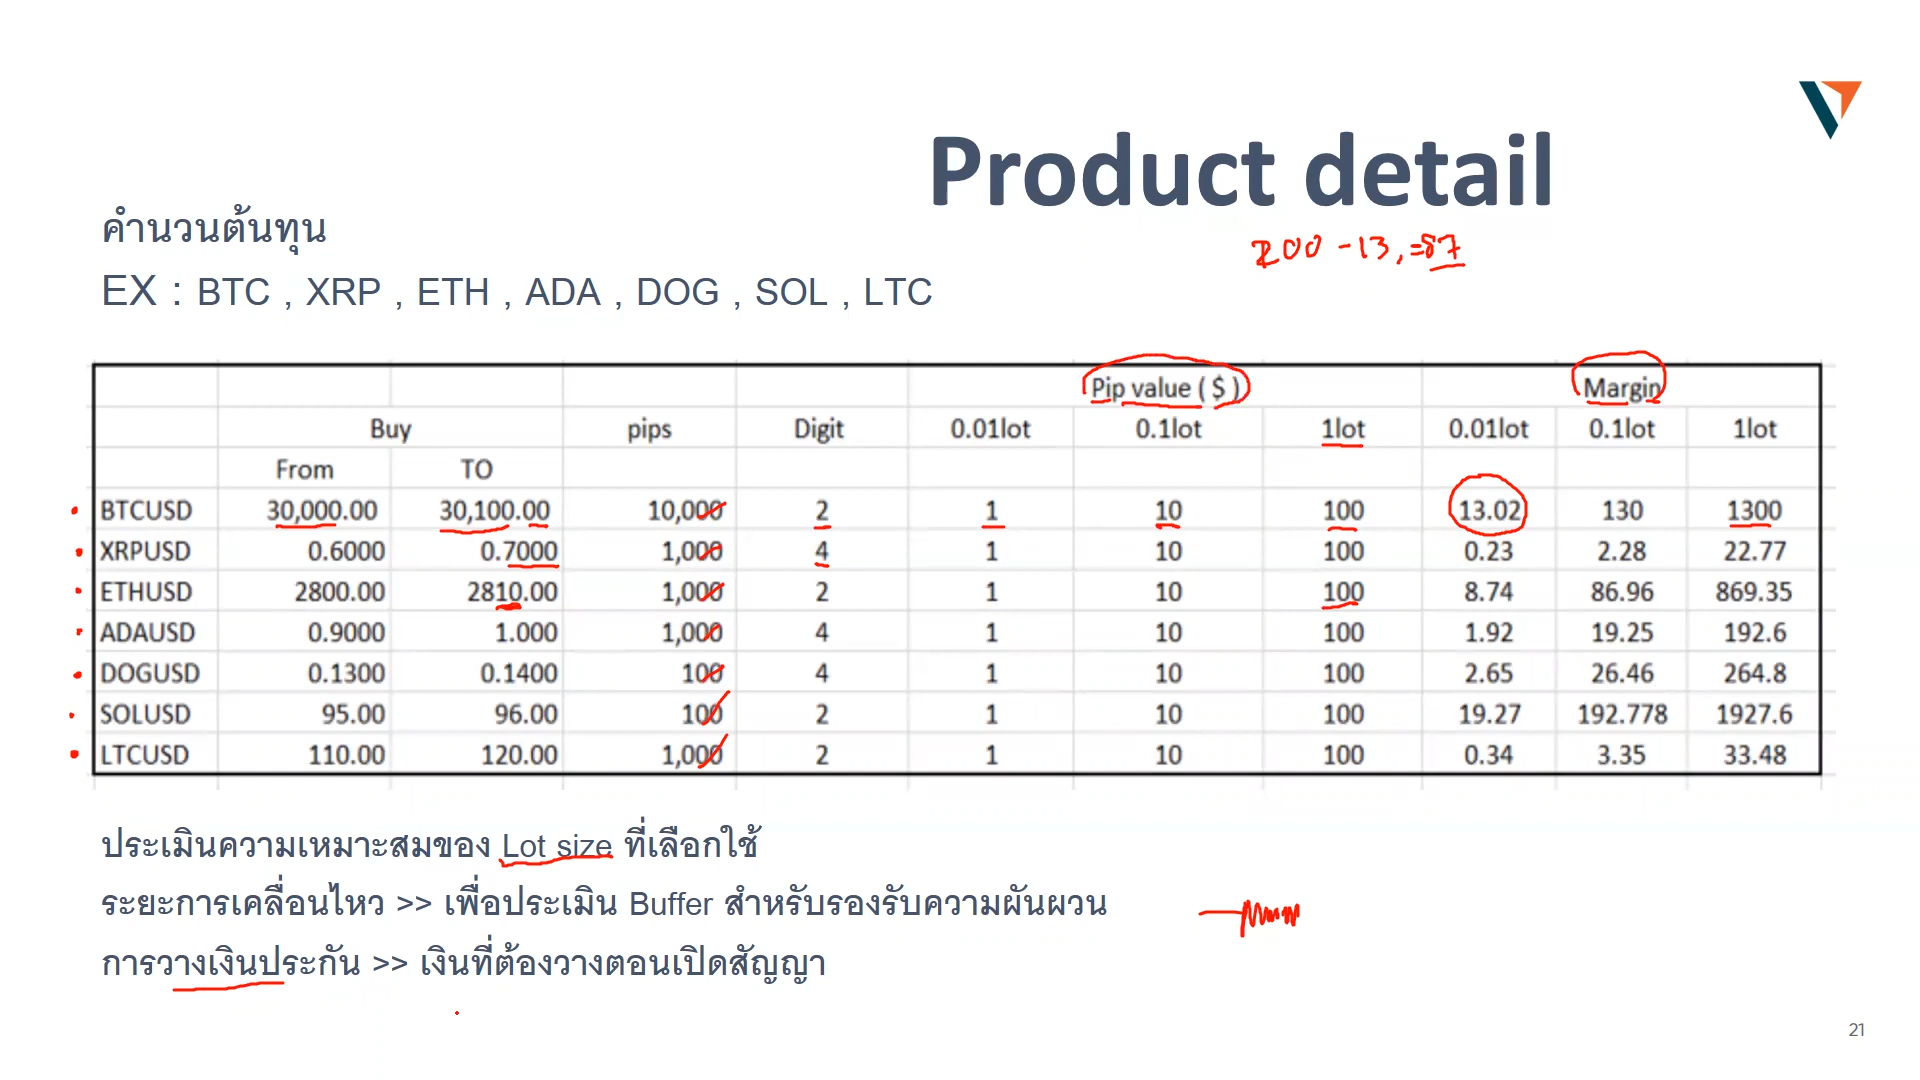 Product detail
คำนวนต้นทุน
200 - 13, = 87
EX : BTC , XRP , ETH , ADA , DOG , SOL , LTC
Pip value ( $ ) Margin
Buy pips Digit 0.01lot 0.1lot 1lot 0.01lot 0.1lot 1lot
From TO
BTCUSD 30,000.00 30,100.00 10,000 2 1 10 100 13.02 130 1300
XRPUSD 0.6000 0.7000 1,000 4 1 10 100 0.23 2.28 22.77
ETHUSD 2800.00 2810.00 1,000 2 1 10 100 8.74 86.96 869.35
ADAUSD 0.9000 1.000 1,000 4 1 10 100 1.92 19.25 192.6
DOGUSD 0.1300 0.1400 100 4 1 10 100 2.65 26.46 264.8
SOLUSD 95.00 96.00 100 2 1 10 100 19.27 192.778 1927.6
LTCUSD 110.00 120.00 1,000 2 1 10 100 0.34 3.35 33.48
ประเมินความเหมาะสมของ Lot size ที่เลือกใช้
ระยะการเคลื่อนไหว >> เพื่อประเมิน Buffer สำหรับรองรับความผันผวน
การวางเงินประกัน >> เงินที่ต้องวางตอนเปิดสัญญา
21